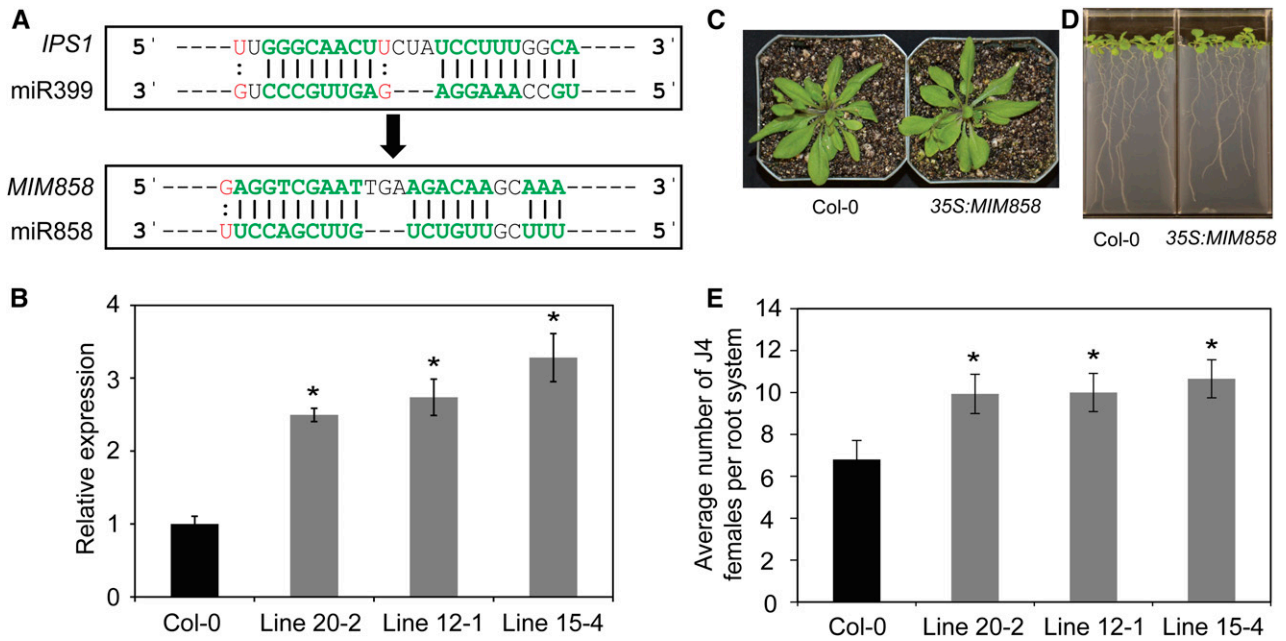 A
IPS1 5' ----UUGGGCAACUUCUAUCCUUUGGCA---- 3'
miR399 3' ----GUCCCGUUGAG---AGGAAACCGU---- 5'
MIM858 5' ----GAGGTCGAATTGAAGACAAGCAAA---- 3'
miR858 3' ----UUCCAGCUUG---UCUGUUGCUUU---- 5'
B
Relative expression
4
3
2
1
0
* * *
Col-0 Line 20-2 Line 12-1 Line 15-4
C
Col-0 35S:MIM858
D
Col-0 35S:MIM858
E
Average number of J4
females per root system
14
12
10
8
6
4
2
0
* * *
Col-0 Line 20-2 Line 12-1 Line 15-4